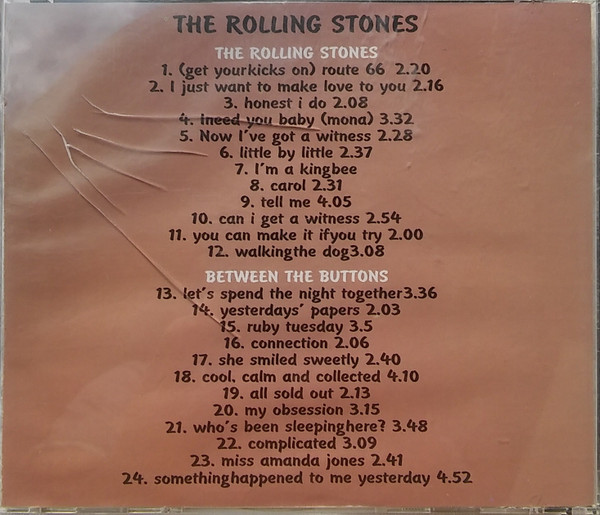 THE ROLLING STONES
THE ROLLING STONES
1. (get yourkicks on) route 66 2.20
2. I just want to make love to you 2.16
3. honest i do 2.08
4. ineed you baby (mona) 3.32
5. Now I've got a witness 2.28
6. little by little 2.37
7. I'm a kingbee
8. carol 2.31
9. tell me 4.05
10. can i get a witness 2.54
11. you can make it ifyou try 2.00
12. walkingthe dog3.08
BETWEEN THE BUTTONS
13. let's spend the night together3.36
14. yesterdays' papers 2.03
15. ruby tuesday 3.5
16. connection 2.06
17. she smiled sweetly 2.40
18. cool. calm and collected 4.10
19. all sold out 2.13
20. my obsession 3.15
21. who's been sleepinghere? 3.48
22. complicated 3.09
23. miss amanda jones 2.41
24. somethinghappened to me yesterday 4.52